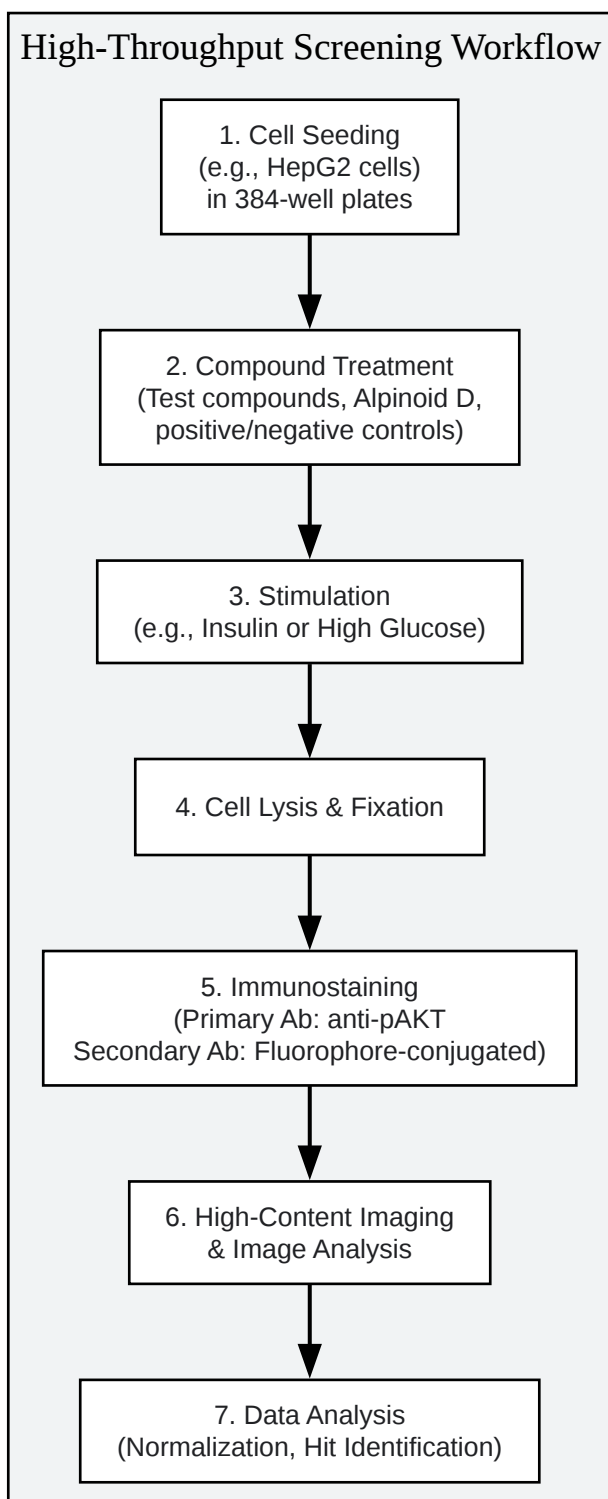 High-Throughput Screening Workflow
1. Cell Seeding
(e.g., HepG2 cells)
in 384-well plates
2. Compound Treatment
(Test compounds, Alpinoid D,
positive/negative controls)
3. Stimulation
(e.g., Insulin or High Glucose)
4. Cell Lysis & Fixation
5. Immunostaining
(Primary Ab: anti-pAKT
Secondary Ab: Fluorophore-conjugated)
6. High-Content Imaging
& Image Analysis
7. Data Analysis
(Normalization, Hit Identification)